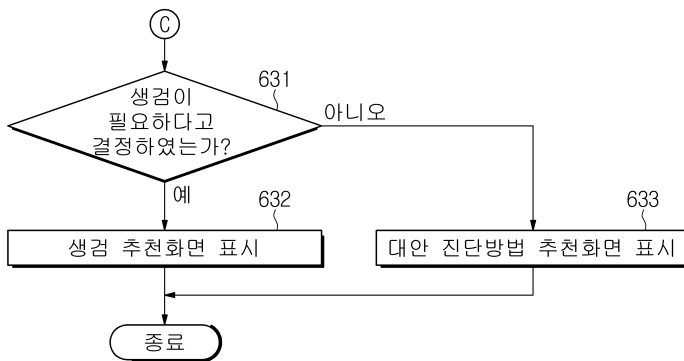 C
631
생검이
필요하다고
결정하였는가?
아니오
예
632
생검 추천화면 표시
633
대안 진단방법 추천화면 표시
종료